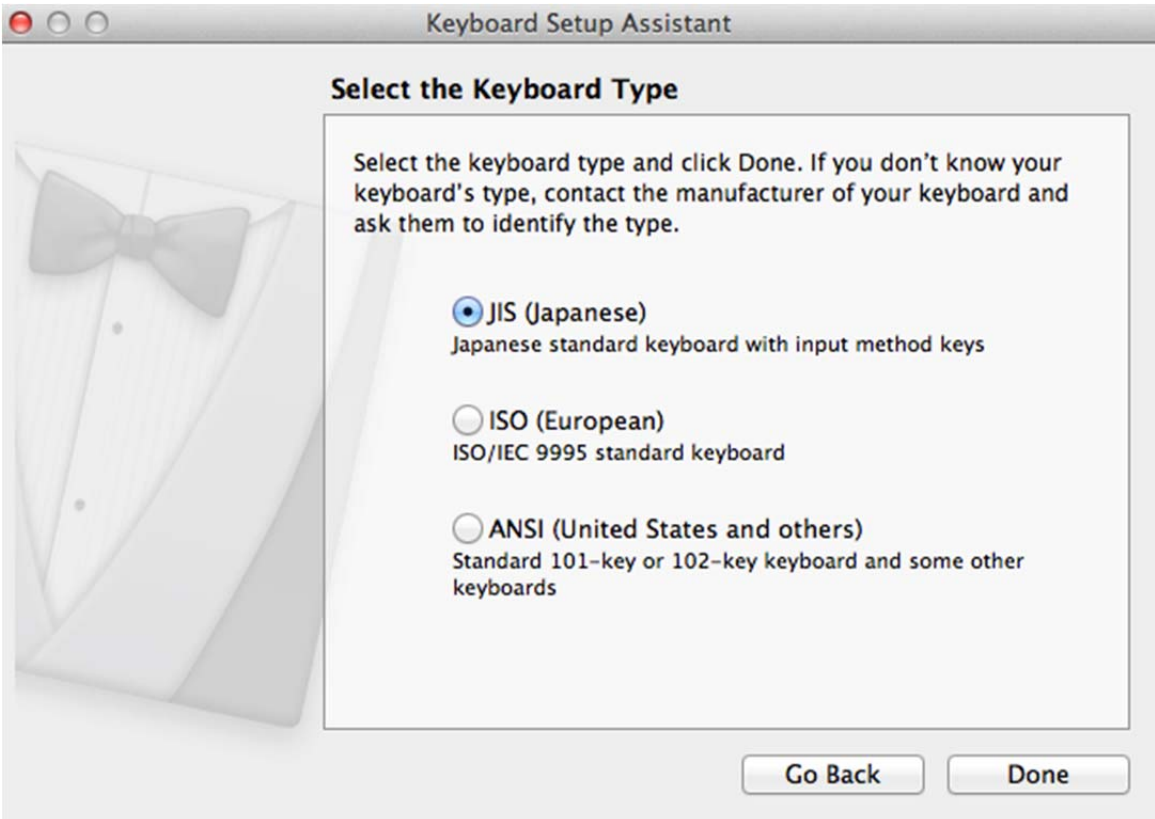 Keyboard Setup Assistant
Select the Keyboard Type
Select the keyboard type and click Done. If you don’t know your
keyboard’s type, contact the manufacturer of your keyboard and
ask them to identify the type.
JIS (Japanese)
Japanese standard keyboard with input method keys
ISO (European)
ISO/IEC 9995 standard keyboard
ANSI (United States and others)
Standard 101-key or 102-key keyboard and some other
keyboards
Go Back Done